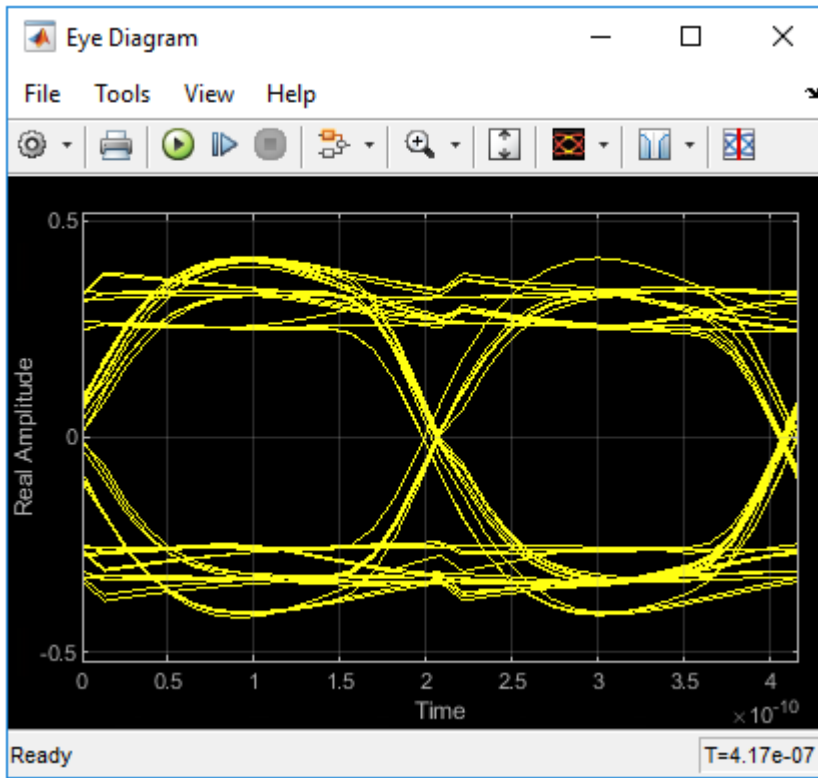 Eye Diagram
File Tools View Help
0.5
0
-0.5
Real Amplitude
0 0.5 1 1.5 2 2.5 3 3.5 4
Time
×10⁻¹⁰
Ready T=4.17e-07